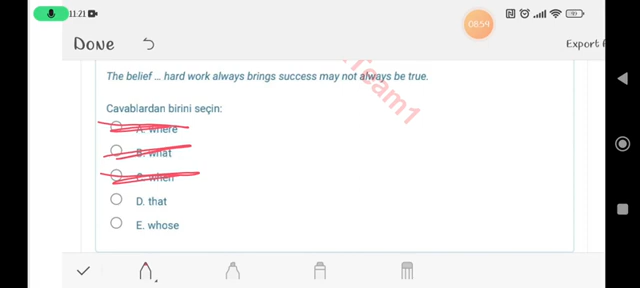 11:21
08:59
Done
Export
Team1
The belief ... hard work always brings success may not always be true.
Cavablardan birini seçin:
A. where
B. what
C. when
D. that
E. whose